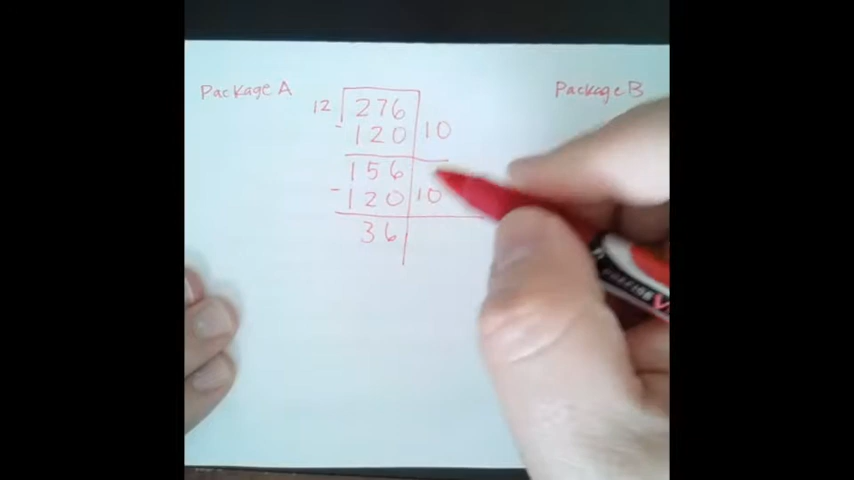 Package A
Package B
12 276
- 120 10
156
- 120 10
36